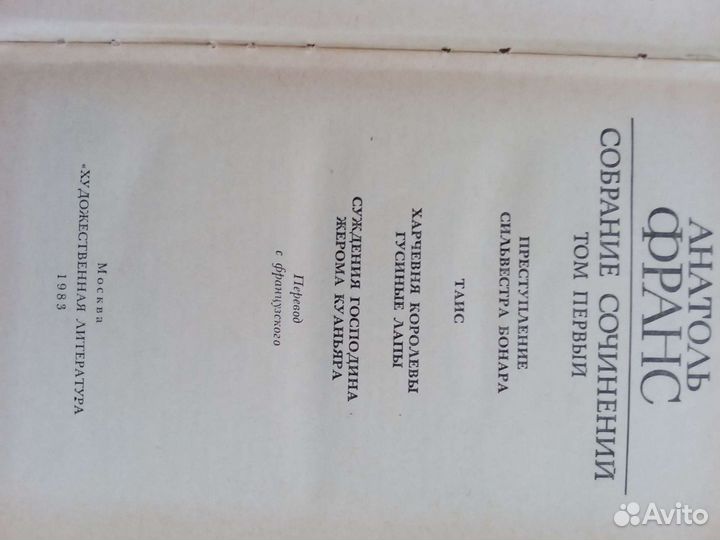 АНАТОЛЬ
ФРАНС
СОБРАНИЕ СОЧИНЕНИЙ
ТОМ ПЕРВЫЙ
ПРЕСТУПЛЕНИЕ
СИЛЬВЕСТРА БОНАРА
ТАИС
ХАРЧЕВНЯ КОРОЛЕВЫ
ГУСИНЫЕ ЛАПЫ
СУЖДЕНИЯ ГОСПОДИНА
ЖЕРОМА КУАНЬЯРА
Перевод
с французского
Москва
«ХУДОЖЕСТВЕННАЯ ЛИТЕРАТУРА
1983
Avito